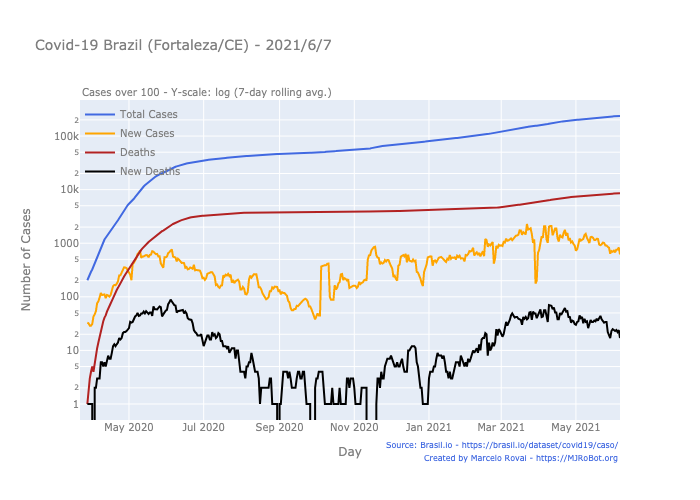 Covid-19 Brazil (Fortaleza/CE) - 2021/6/7
Cases over 100 - Y-scale: log (7-day rolling avg.)
Total Cases
New Cases
Deaths
New Deaths
2
100k
5
2
10k
5
2
1000
5
2
100
5
2
10
5
2
1
Number of Cases
May 2020
Jul 2020
Sep 2020
Nov 2020
Jan 2021
Mar 2021
May 2021
Day
Source: Brasil.io - https://brasil.io/dataset/covid19/caso/
Created by Marcelo Rovai - https://MJRoBot.org